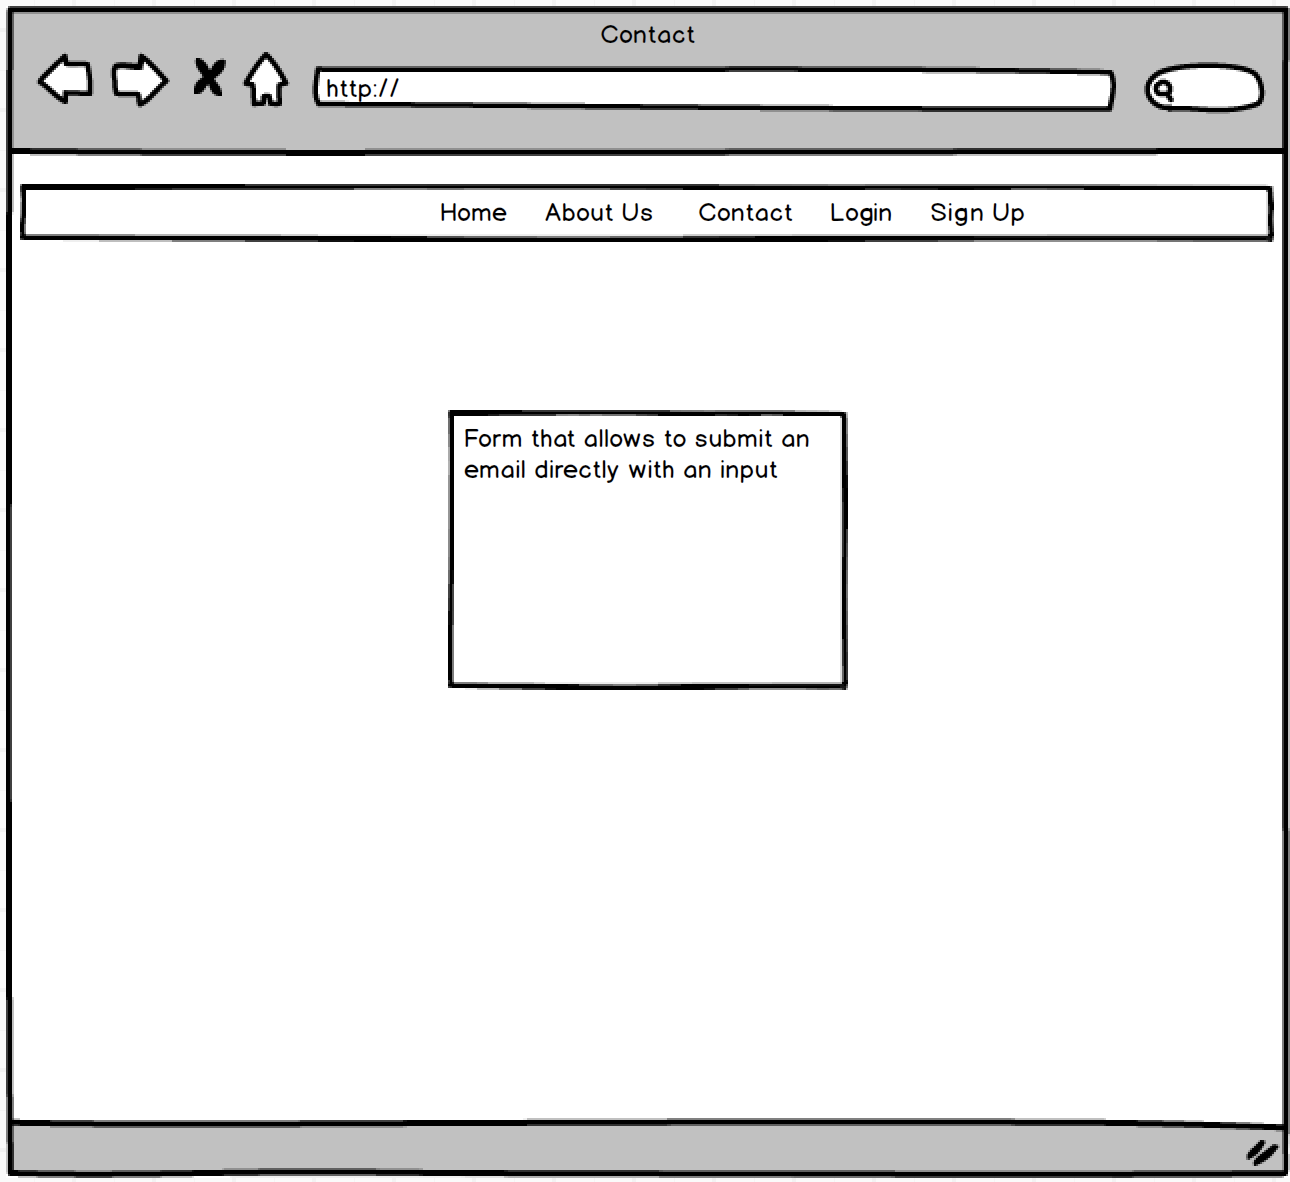 Contact
http://
Home About Us Contact Login Sign Up
Form that allows to submit an
email directly with an input